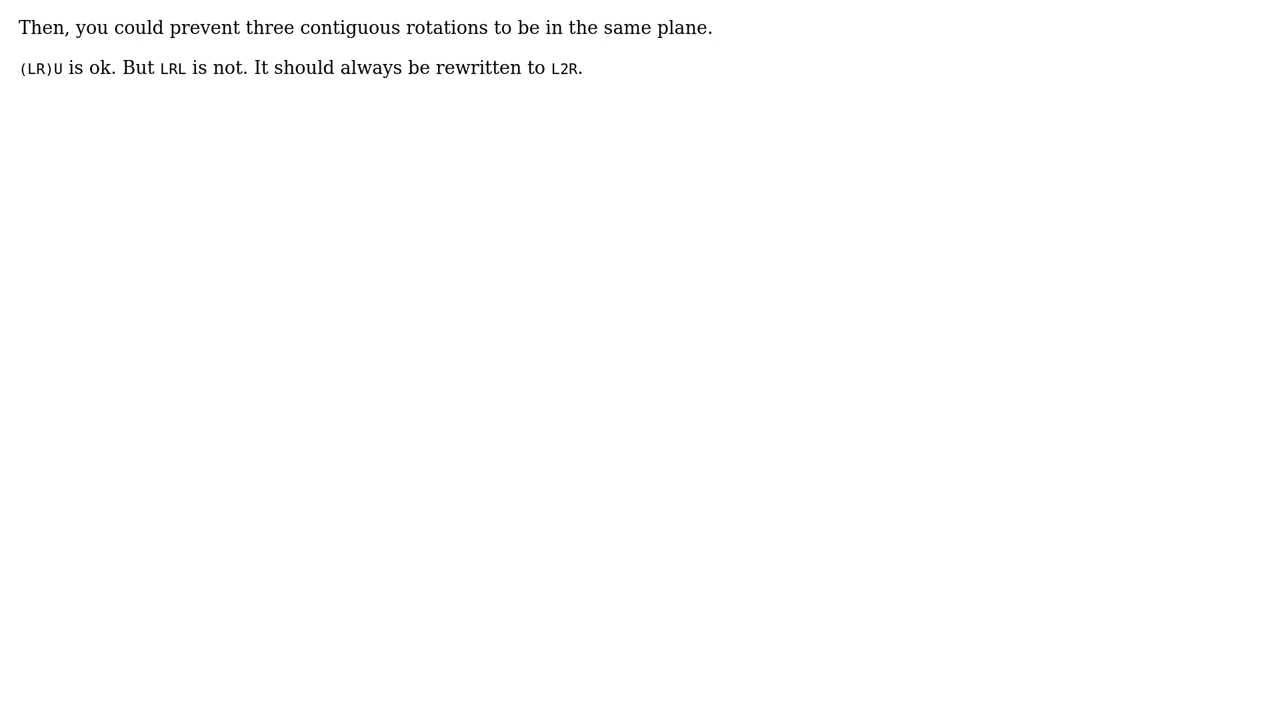 Then, you could prevent three contiguous rotations to be in the same plane.
(LR)U is ok. But LRL is not. It should always be rewritten to L2R.